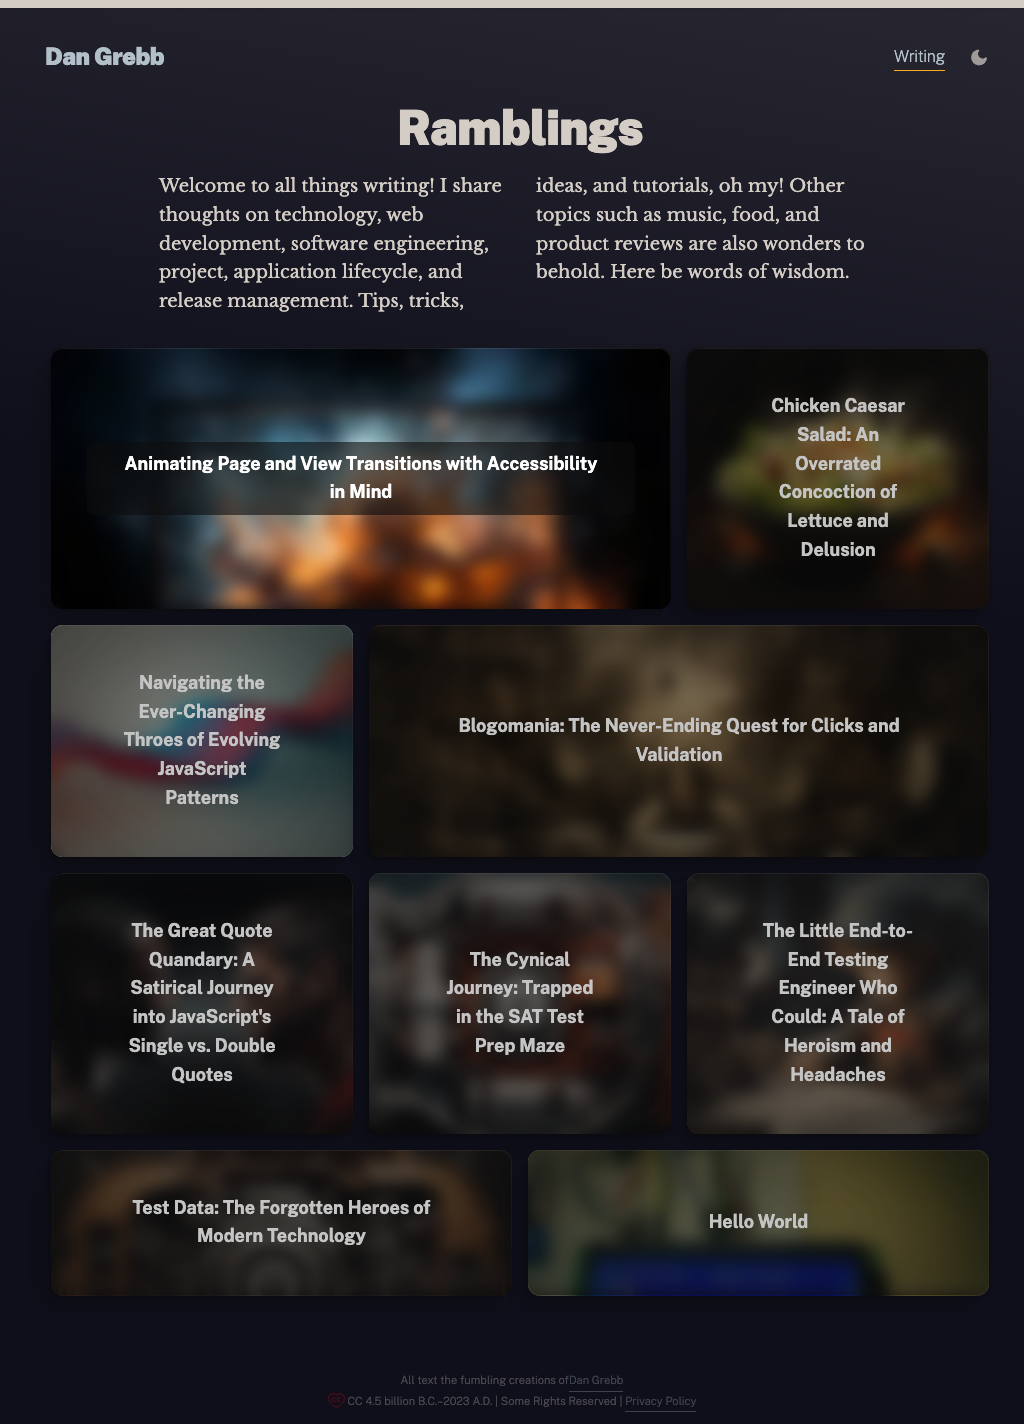 Dan Grebb
Writing
Ramblings
Welcome to all things writing! I share
thoughts on technology, web
development, software engineering,
project, application lifecycle, and
release management. Tips, tricks,
ideas, and tutorials, oh my! Other
topics such as music, food, and
product reviews are also wonders to
behold. Here be words of wisdom.
Animating Page and View Transitions with Accessibility
in Mind
Chicken Caesar
Salad: An
Overrated
Concoction of
Lettuce and
Delusion
Navigating the
Ever-Changing
Throes of Evolving
JavaScript
Patterns
Blogomania: The Never-Ending Quest for Clicks and
Validation
The Great Quote
Quandary: A
Satirical Journey
into JavaScript's
Single vs. Double
Quotes
The Cynical
Journey: Trapped
in the SAT Test
Prep Maze
The Little End-to-
End Testing
Engineer Who
Could: A Tale of
Heroism and
Headaches
Test Data: The Forgotten Heroes of
Modern Technology
Hello World
All text the fumbling creations ofDan Grebb
CC 4.5 billion B.C.–2023 A.D. | Some Rights Reserved | Privacy Policy